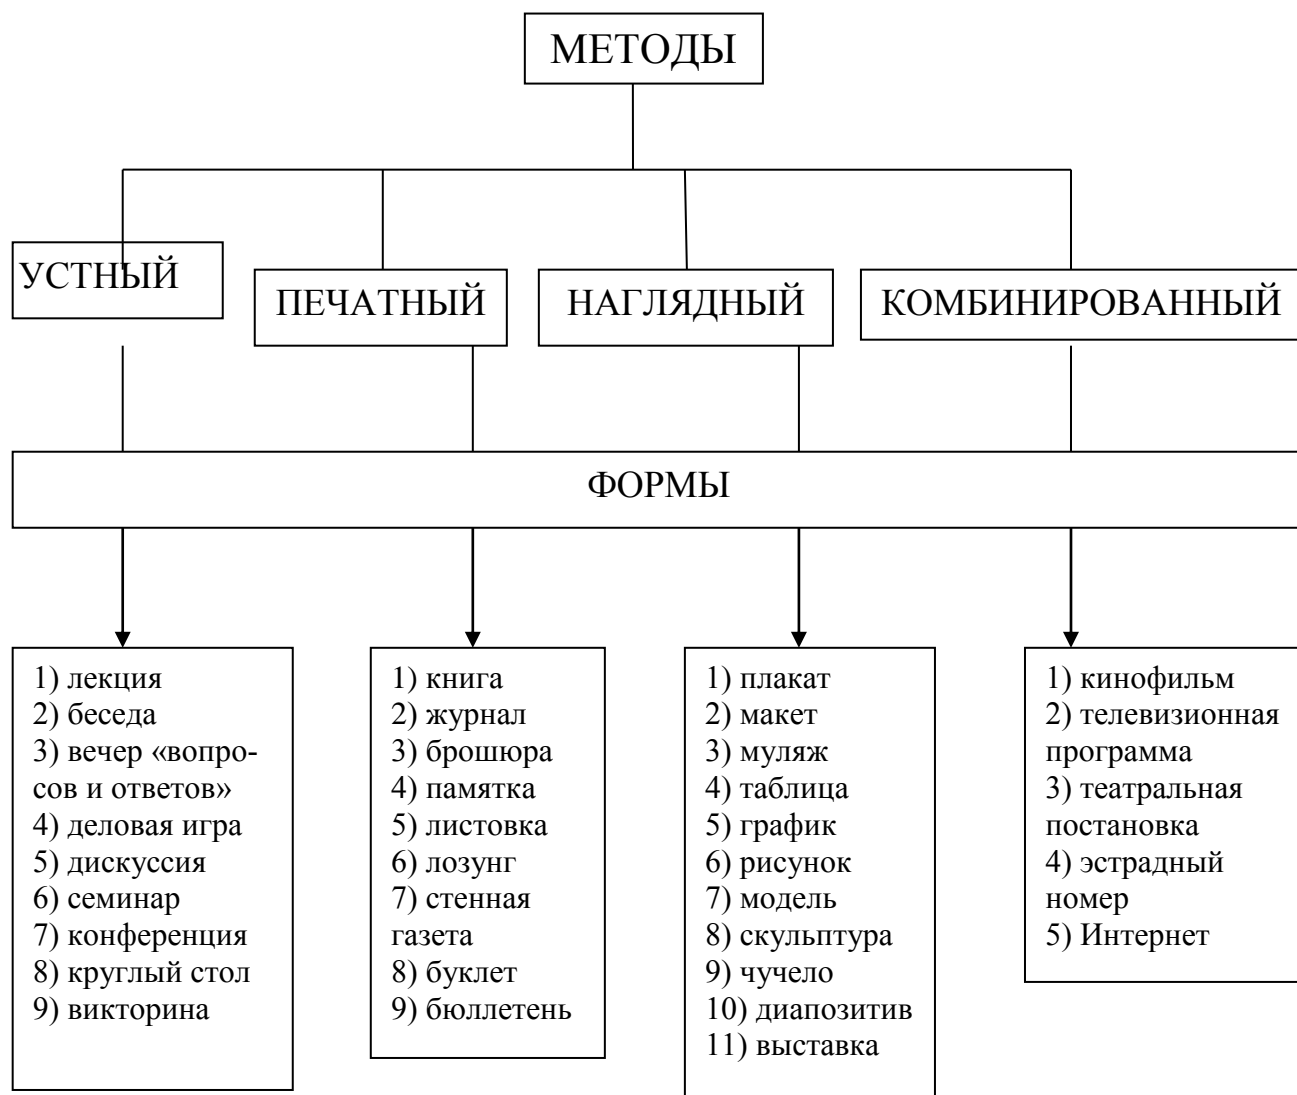 МЕТОДЫ
УСТНЫЙ
ПЕЧАТНЫЙ
НАГЛЯДНЫЙ
КОМБИНИРОВАННЫЙ
ФОРМЫ
1) лекция
2) беседа
3) вечер «вопро-
сов и ответов»
4) деловая игра
5) дискуссия
6) семинар
7) конференция
8) круглый стол
9) викторина
1) книга
2) журнал
3) брошюра
4) памятка
5) листовка
6) лозунг
7) стенная
газета
8) буклет
9) бюллетень
1) плакат
2) макет
3) муляж
4) таблица
5) график
6) рисунок
7) модель
8) скульптура
9) чучело
10) диапозитив
11) выставка
1) кинофильм
2) телевизионная
программа
3) театральная
постановка
4) эстрадный
номер
5) Интернет